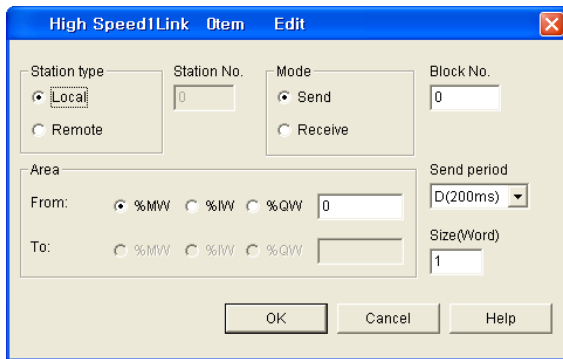 High Speed1Link 0tem Edit
Station type Station No. Mode Block No.
Local 0 Send 0
Remote Receive
Area Send period
From: %MW %IW %QW 0 D(200ms)
To: %MW %IW %QW Size(Word)
1
OK Cancel Help